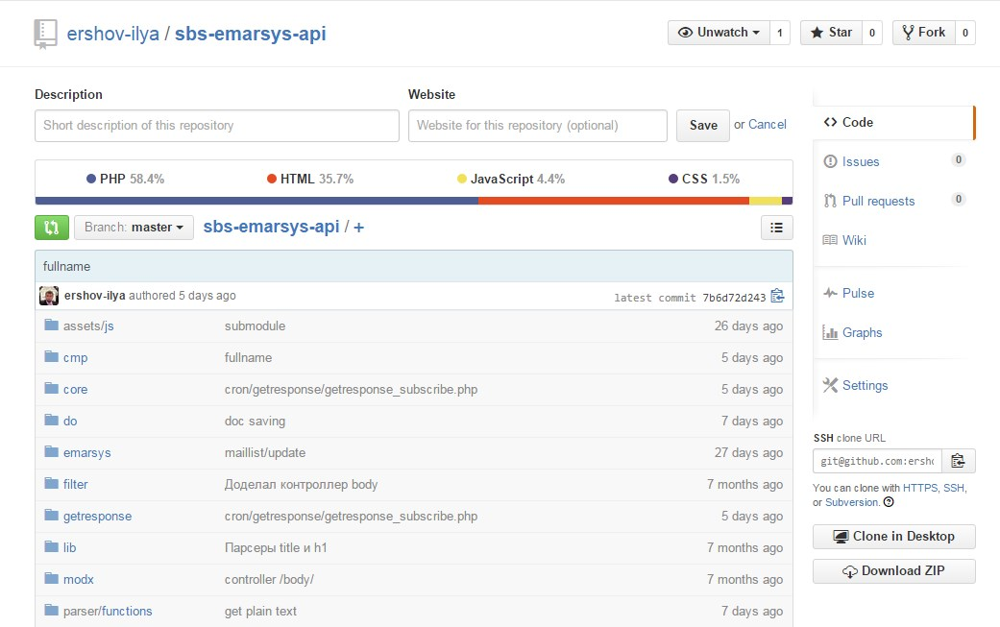 ershov-ilya / sbs-emarsys-api
Unwatch 1 Star 0 Fork 0
Description
Website
Short description of this repository
Website for this repository (optional)
Save or Cancel
PHP 58.4% HTML 35.7% JavaScript 4.4% CSS 1.5%
Branch: master sbs-emarsys-api / +
fullname
ershov-ilya authored 5 days ago latest commit 7b6d72d243
assets/js submodule 26 days ago
cmp fullname 5 days ago
core cron/getresponse/getresponse_subscribe.php 5 days ago
do doc saving 7 days ago
emarsys maillist/update 27 days ago
filter Доделал контроллер body 7 months ago
getresponse cron/getresponse/getresponse_subscribe.php 5 days ago
lib Парсеры title и h1 7 months ago
modx controller /body/ 7 months ago
parser/functions get plain text 7 days ago
Code
Issues 0
Pull requests 0
Wiki
Pulse
Graphs
Settings
SSH clone URL
git@github.com:ersho
You can clone with HTTPS, SSH,
or Subversion.
Clone in Desktop
Download ZIP